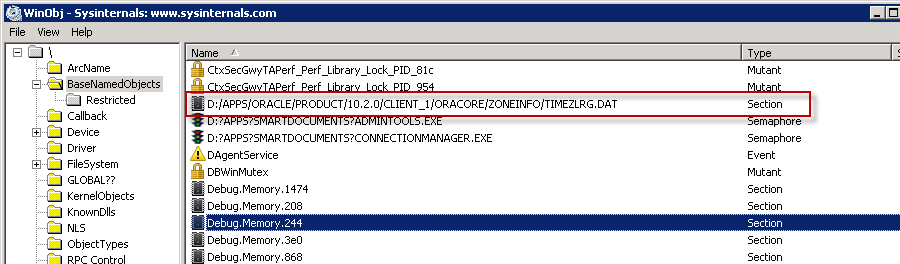 WinObj - Sysinternals: www.sysinternals.com
File View Help
\
ArcName
BaseNamedObjects
Restricted
Callback
Device
Driver
FileSystem
GLOBAL??
KernelObjects
KnownDlls
NLS
ObjectTypes
RPC Control
Name Type S
CtxSecGwyTAPerf_Perf_Library_Lock_PID_81c Mutant
CtxSecGwyTAPerf_Perf_Library_Lock_PID_954 Mutant
D:/APPS/ORACLE/PRODUCT/10.2.0/CLIENT_1/ORACORE/ZONEINFO/TIMEZLRG.DAT Section
D:?APPS?SMARTDOCUMENTS?ADMINTOOLS.EXE Semaphore
D:?APPS?SMARTDOCUMENTS?CONNECTIONMANAGER.EXE Semaphore
DAgentService Event
DBWinMutex Mutant
Debug.Memory.1474 Section
Debug.Memory.208 Section
Debug.Memory.244 Section
Debug.Memory.3e0 Section
Debug.Memory.868 Section